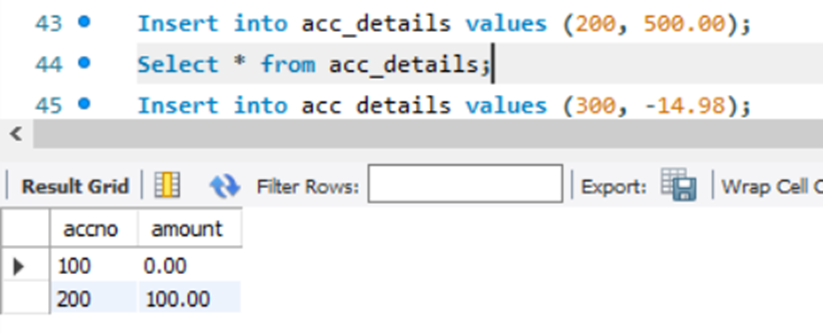 43 Insert into acc_details values (200, 500.00);
44 Select * from acc_details;
45 Insert into acc details values (300, -14.98);
Result Grid Filter Rows: Export: Wrap Cell C
accno amount
100 0.00
200 100.00